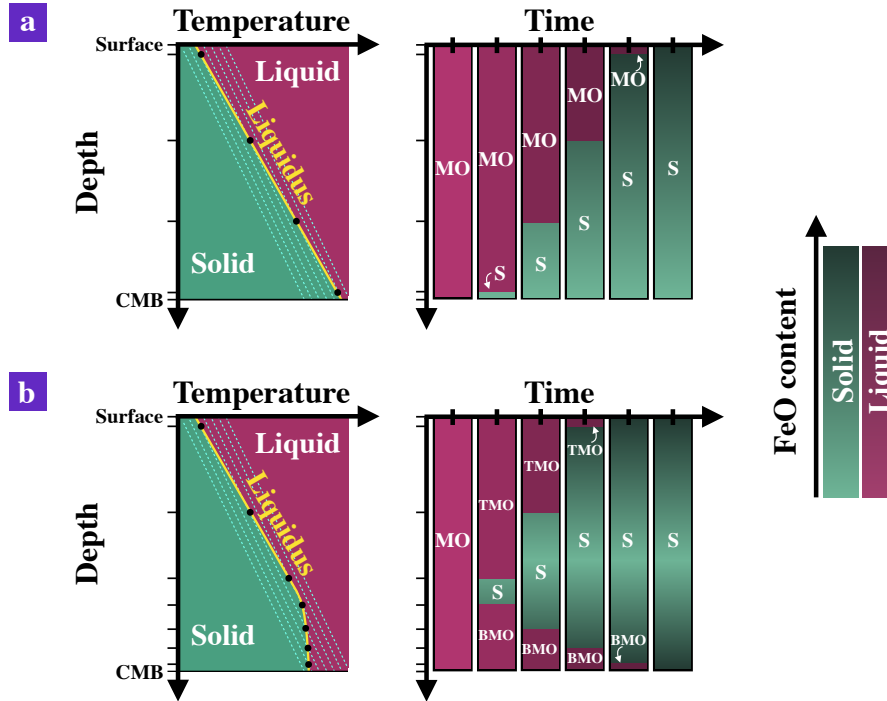 a
Temperature
Time
Surface
Liquid
Liquidus
Solid
Depth
CMB
MO
MO
S
MO
S
MO
S
MO
S
S
FeO content
Solid
Liquid
b
Temperature
Time
Surface
Liquid
Liquidus
Solid
Depth
CMB
MO
TMO
S
BMO
TMO
S
BMO
TMO
S
BMO
S
BMO
S